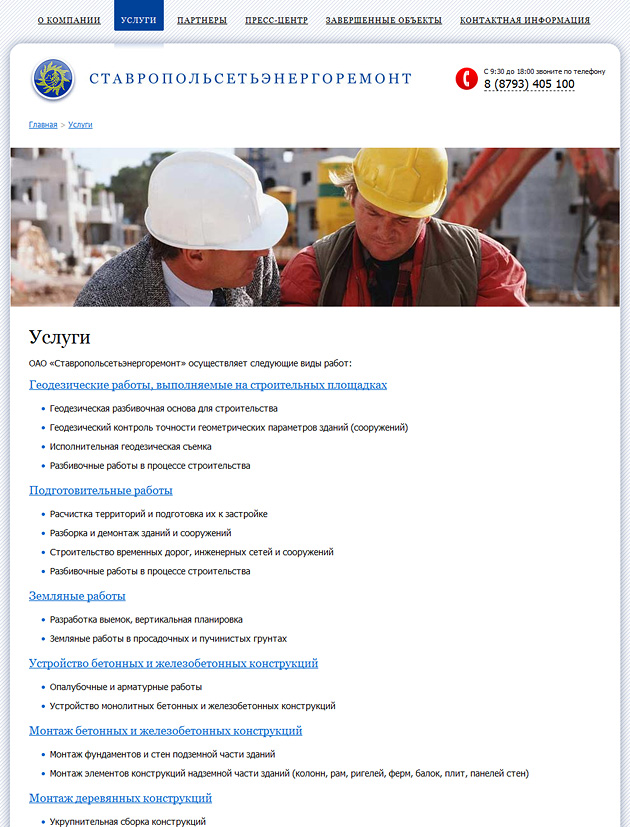 О КОМПАНИИ УСЛУГИ ПАРТНЕРЫ ПРЕСС-ЦЕНТР ЗАВЕРШЕННЫЕ ОБЪЕКТЫ КОНТАКТНАЯ ИНФОРМАЦИЯ
СТАВРОПОЛЬСЕТЬЭНЕРГОРЕМОНТ
С 9:30 до 18:00 звоните по телефону
8 (8793) 405 100
Главная > Услуги
Услуги
ОАО «Ставропольсетьэнергоремонт» осуществляет следующие виды работ:
Геодезические работы, выполняемые на строительных площадках
• Геодезическая разбивочная основа для строительства
• Геодезический контроль точности геометрических параметров зданий (сооружений)
• Исполнительная геодезическая съемка
• Разбивочные работы в процессе строительства
Подготовительные работы
• Расчистка территорий и подготовка их к застройке
• Разборка и демонтаж зданий и сооружений
• Строительство временных дорог, инженерных сетей и сооружений
• Разбивочные работы в процессе строительства
Земляные работы
• Разработка выемок, вертикальная планировка
• Земляные работы в просадочных и пучинистых грунтах
Устройство бетонных и железобетонных конструкций
• Опалубочные и арматурные работы
• Устройство монолитных бетонных и железобетонных конструкций
Монтаж бетонных и железобетонных конструкций
• Монтаж фундаментов и стен подземной части зданий
• Монтаж элементов конструкций надземной части зданий (колонн, рам, ригелей, ферм, балок, плит, панелей стен)
Монтаж деревянных конструкций
• Укрупнительная сборка конструкций